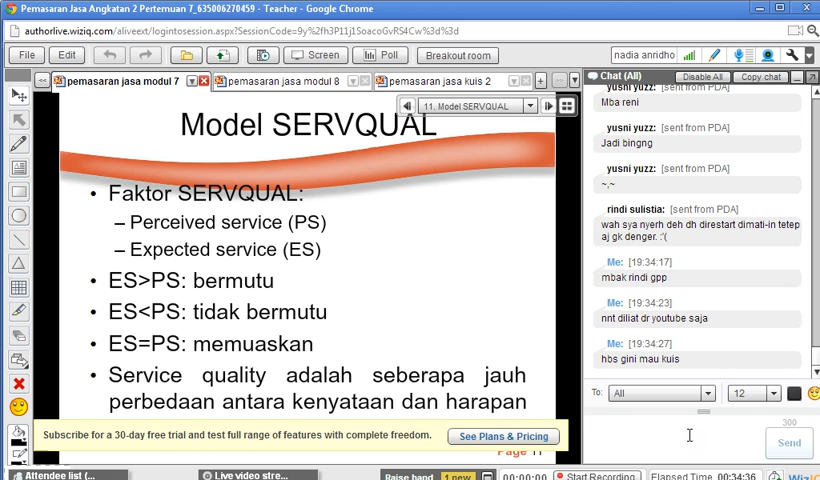 Pemasaran Jasa Angkatan 2 Pertemuan 7_635006270459 - Teacher - Google Chrome
authorlive.wiziq.com/aliveext/logintosession.aspx?SessionCode=9y%2fh3P11j1SoacoGvRS4Cw%3d%3d
File Edit Screen Poll Breakout room nadia anridho
pemasaran jasa modul 7 pemasaran jasa modul 8 pemasaran jasa kuis 2
Chat (All) Disable All Copy chat
11. Model SERVQUAL
Model SERVQUAL
• Faktor SERVQUAL:
– Perceived service (PS)
– Expected service (ES)
• ES>PS: bermutu
• ES<PS: tidak bermutu
• ES=PS: memuaskan
• Service quality adalah seberapa jauh
perbedaan antara kenyataan dan harapan
Subscribe for a 30-day free trial and test full range of features with complete freedom. See Plans & Pricing
Page 11
yusni yuzz: [sent from PDA]
Mba reni
yusni yuzz: [sent from PDA]
Jadi bingng
yusni yuzz: [sent from PDA]
~,~
rindi sulistia: [sent from PDA]
wah sya nyerh deh dh direstart dimati-in tetep
aj gk denger. :'(
Me: [19:34:17]
mbak rindi gpp
Me: [19:34:23]
nnt diliat dr youtube saja
Me: [19:34:27]
hbs gini mau kuis
To: All 12
300
Send
Attendee list (... Live video stre... Raise hand 1 new 00:00:00 Start Recording Elapsed Time 00:34:36